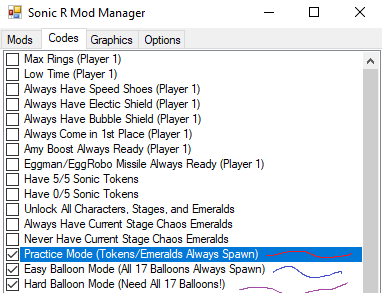 Sonic R Mod Manager
Mods Codes Graphics Options
Max Rings (Player 1)
Low Time (Player 1)
Always Have Speed Shoes (Player 1)
Always Have Electic Shield (Player 1)
Always Have Bubble Shield (Player 1)
Always Come in 1st Place (Player 1)
Amy Boost Always Ready (Player 1)
Eggman/EggRobo Missile Always Ready (Player 1)
Have 5/5 Sonic Tokens
Have 0/5 Sonic Tokens
Unlock All Characters, Stages, and Emeralds
Always Have Current Stage Chaos Emeralds
Never Have Current Stage Chaos Emeralds
Practice Mode (Tokens/Emeralds Always Spawn)
Easy Balloon Mode (All 17 Balloons Always Spawn)
Hard Balloon Mode (Need All 17 Balloons!)